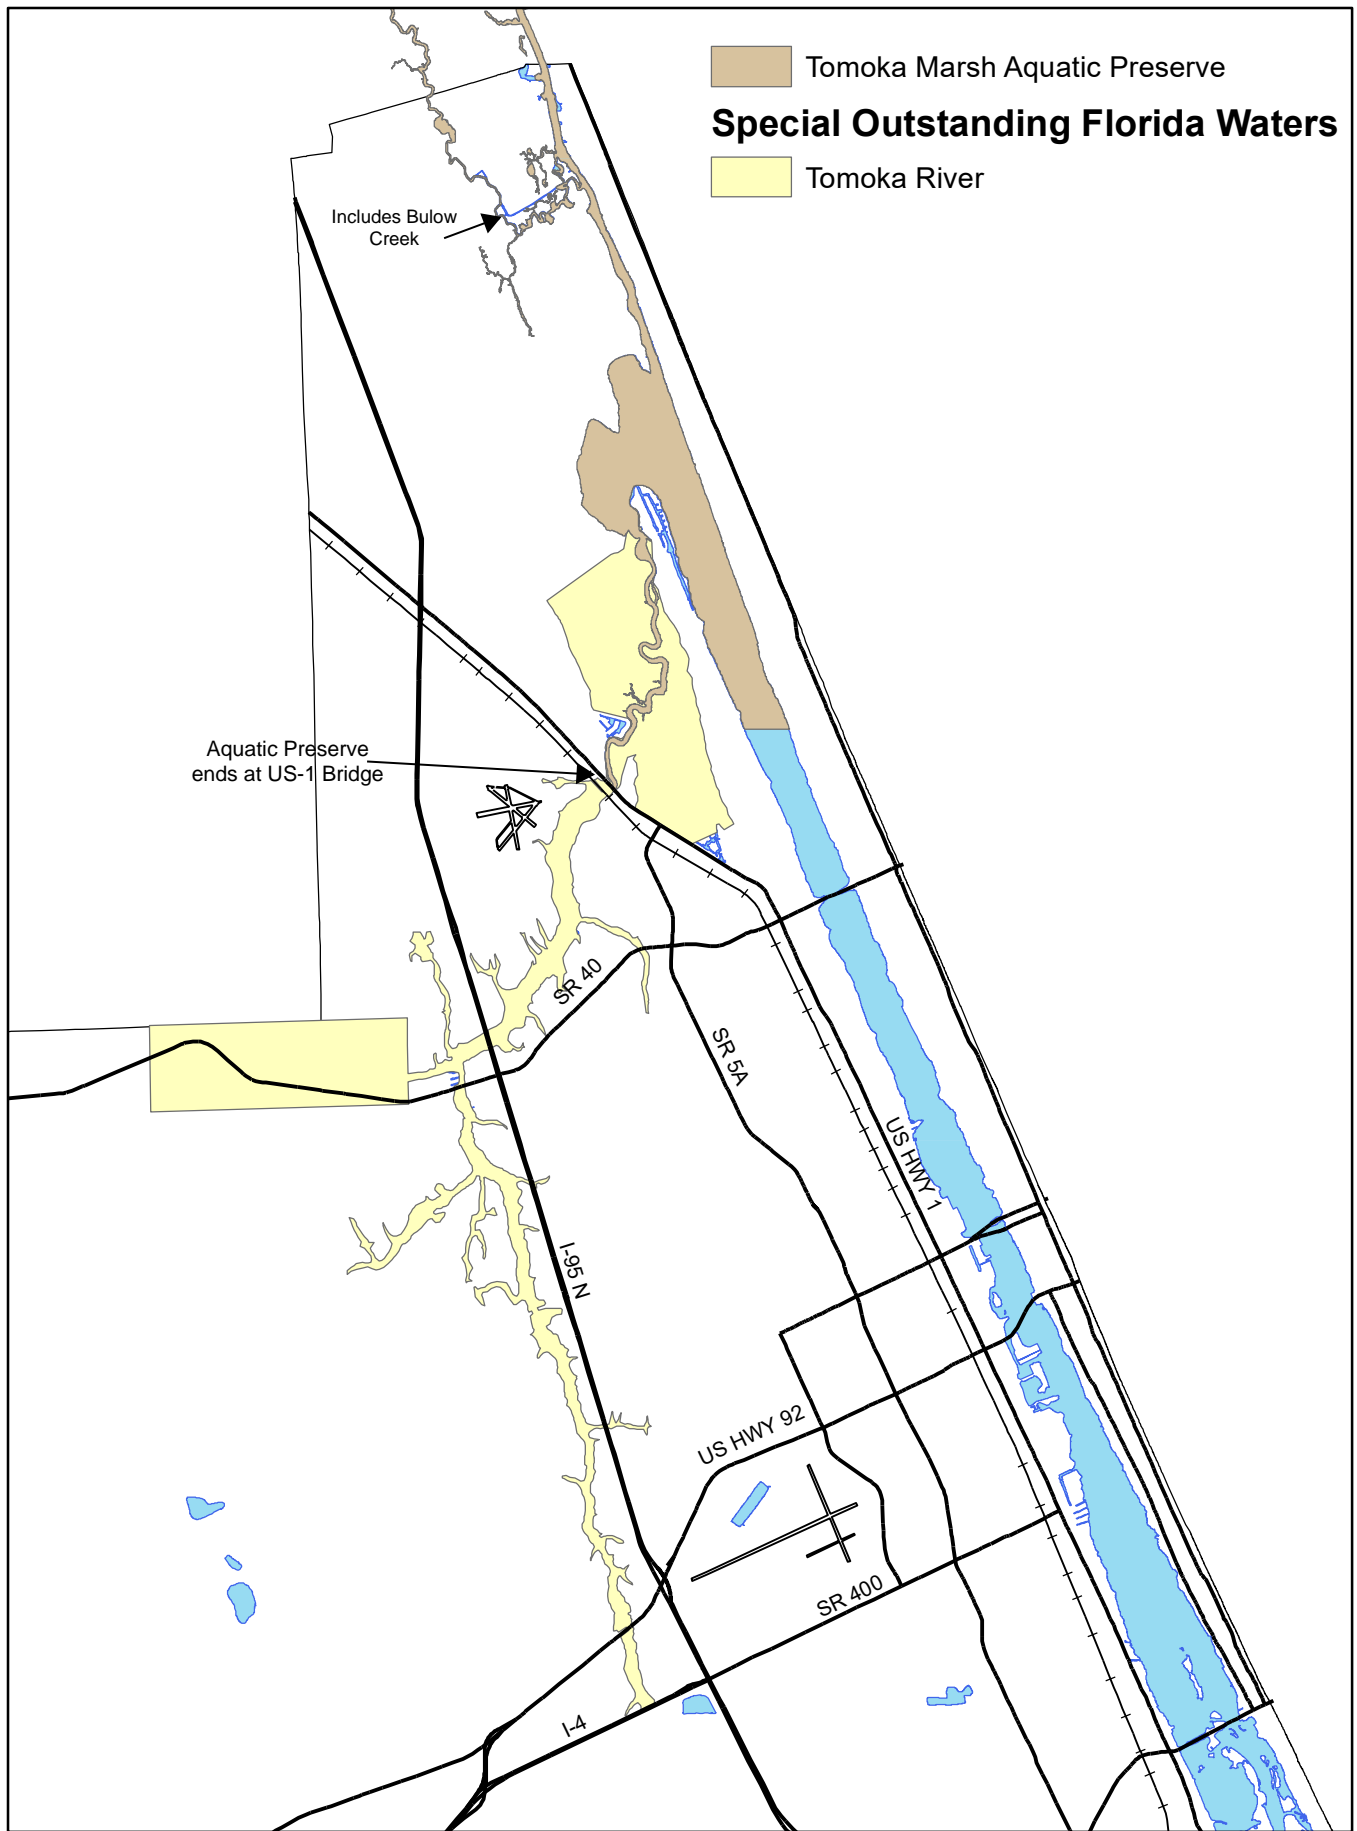 Tomoka Marsh Aquatic Preserve
Special Outstanding Florida Waters
Tomoka River
Includes Bulow
Creek
Aquatic Preserve
ends at US-1 Bridge
SR 40
SR 5A
US HWY 1
I-95 N
US HWY 92
SR 400
I-4